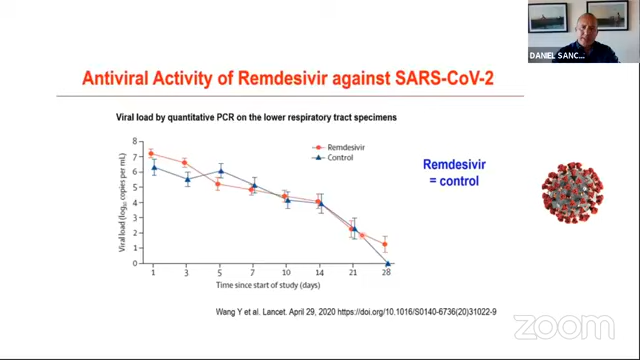 DANIEL SANC...
Antiviral Activity of Remdesivir against SARS-CoV-2
Viral load by quantitative PCR on the lower respiratory tract specimens
8
7
6
5
4
3
2
1
0
Viral load (log₁₀ copies per mL)
Remdesivir
Control
1 3 5 7 10 14 21 28
Time since start of study (days)
Remdesivir
= control
Wang Y et al. Lancet. April 29, 2020 https://doi.org/10.1016/S0140-6736(20)31022-9
zoom